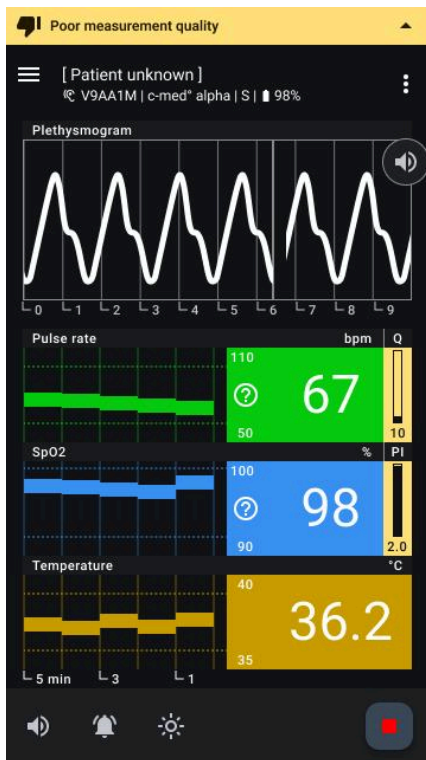 Poor measurement quality
[ Patient unknown ]
V9AA1M | c-med° alpha | S | 98%
Plethysmogram
0 1 2 3 4 5 6 7 8 9
Pulse rate bpm Q
110
? 67
50 10
SpO2 % PI
100
? 98
90 2.0
Temperature °C
40
36.2
35
5 min 3 1